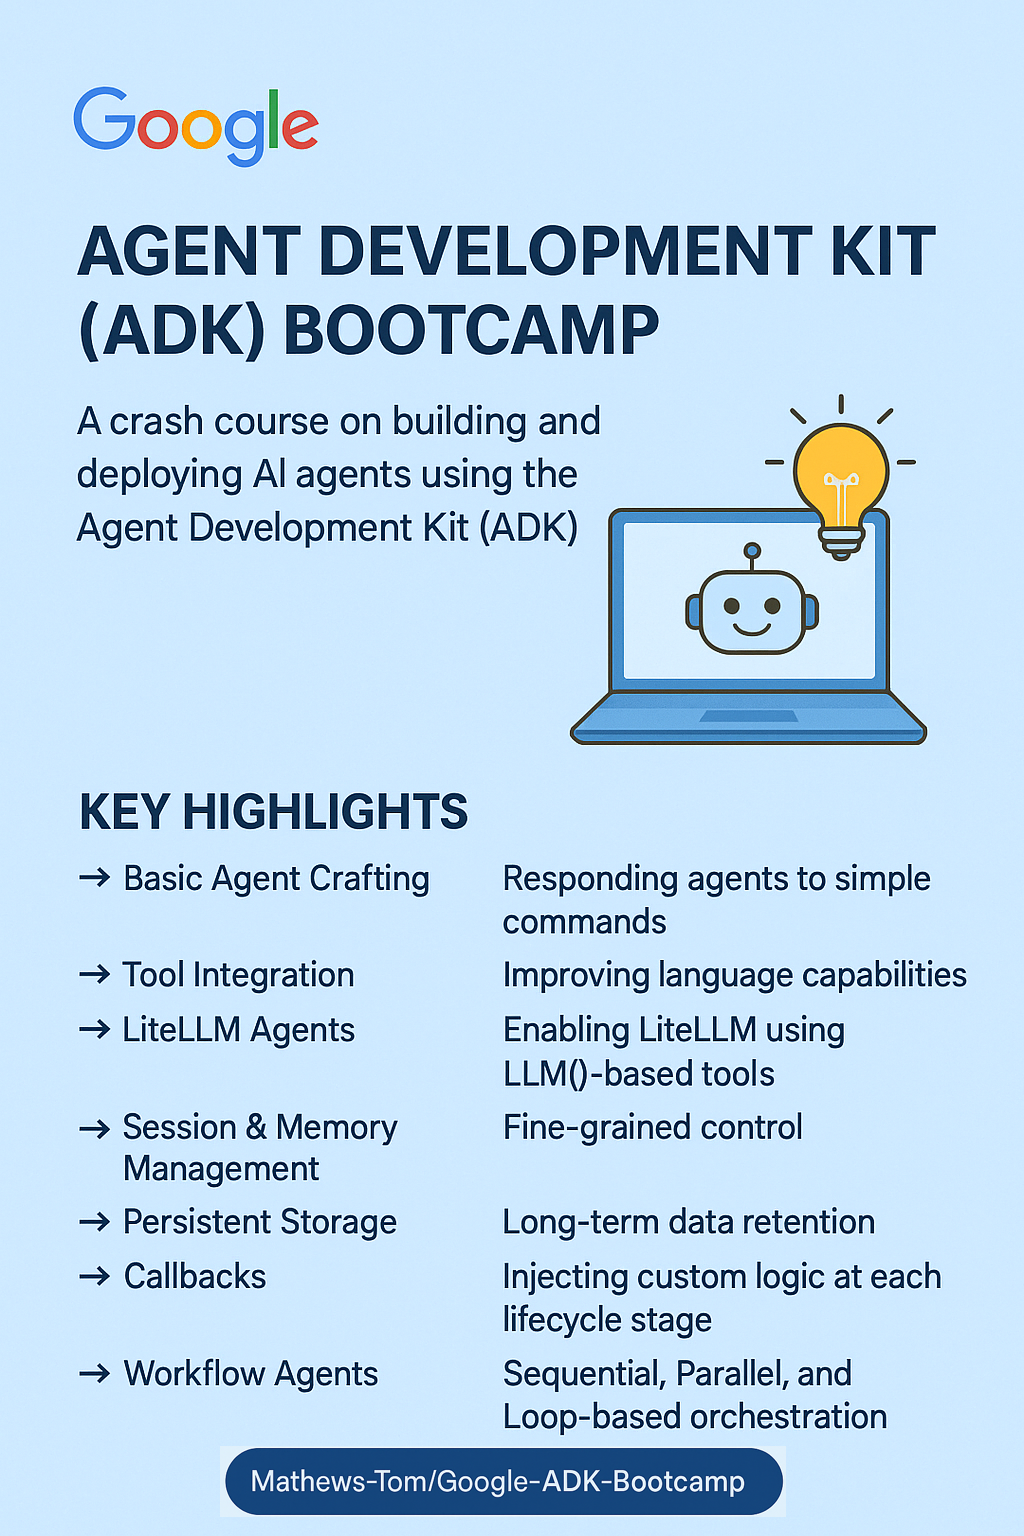 Google
AGENT DEVELOPMENT KIT
(ADK) BOOTCAMP
A crash course on building and
deploying AI agents using the
Agent Development Kit (ADK)
KEY HIGHLIGHTS
→ Basic Agent Crafting
Responding agents to simple
commands
→ Tool Integration
Improving language capabilities
→ LiteLLM Agents
Enabling LiteLLM using
LLM()-based tools
→ Session & Memory
Management
Fine-grained control
→ Persistent Storage
Long-term data retention
→ Callbacks
Injecting custom logic at each
lifecycle stage
→ Workflow Agents
Sequential, Parallel, and
Loop-based orchestration
Mathews-Tom/Google-ADK-Bootcamp